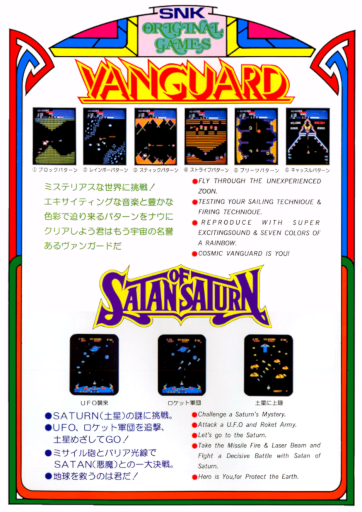 SNK
ORIGINAL
GAMES
VANGUARD
① ブロックパターン
② レインボーパターン
③ スティックパターン
④ ストライプパターン
⑤ プリーツパターン
⑥ キャッスルパターン
ミステリアスな世界に挑戦!
エキサイティングな音楽と豊かな
色彩で迫り来るパターンをナウに
クリアしよう君はもう宇宙の名誉
あるヴァンガードだ
●FLY THROUGH THE UNEXPERIENCED
ZOON.
●TESTING YOUR SAILING TECHNIQUE &
FIRING TECHNIQUE.
●REPRODUCE WITH SUPER
EXCITINGSOUND & SEVEN COLORS OF
A RAINBOW.
●COSMIC VANGUARD IS YOU!
SATAN OF SATURN
UFO襲来
ロケット軍団
土星に上陸
●SATURN(土星)の謎に挑戦。
●UFO、ロケット軍団を追撃、
土星めざしてGO!
●ミサイル砲とバリア光線で
SATAN(悪魔)との一大決戦。
●地球を救うのは君だ!
●Challenge a Saturn's Mystery.
●Attack a U.F.O and Roket Army.
●Let's go to the Saturn.
●Take the Missile Fire & Laser Beam and
Fight a Decisive Battle with Satan of
Saturn.
●Hero is You,for Protect the Earth.